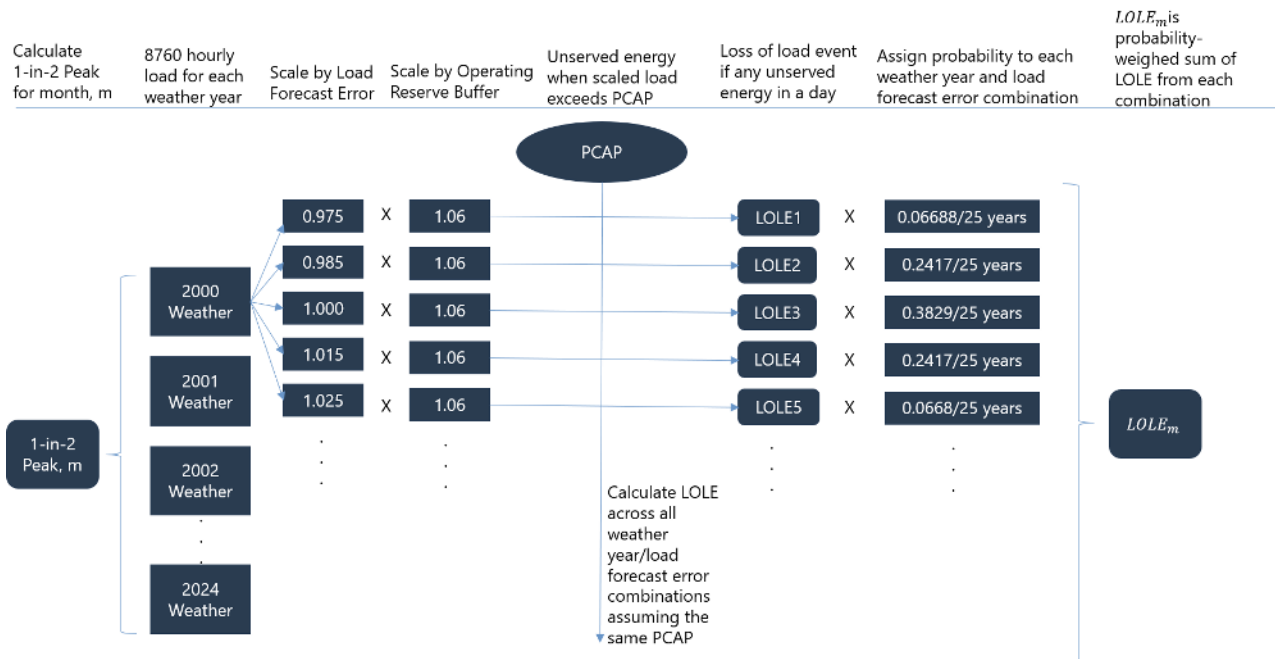 Calculate
1-in-2 Peak
for month, m
8760 hourly
load for each
weather year
Scale by Load
Forecast Error
Scale by Operating
Reserve Buffer
Unserved energy
when scaled load
exceeds PCAP
Loss of load event
if any unserved
energy in a day
Assign probability to each
weather year and load
forecast error combination
LOLEₘis
probability-
weighed sum of
LOLE from each
combination
PCAP
0.975
X
1.06
LOLE1
X
0.06688/25 years
0.985
X
1.06
LOLE2
X
0.2417/25 years
2000
Weather
1.000
X
1.06
LOLE3
X
0.3829/25 years
1.015
X
1.06
LOLE4
X
0.2417/25 years
2001
Weather
1.025
X
1.06
LOLE5
X
0.0668/25 years
1-in-2
Peak, m
LOLEₘ
2002
Weather
2024
Weather
Calculate LOLE
across all
weather
year/load
forecast error
combinations
assuming the
same PCAP